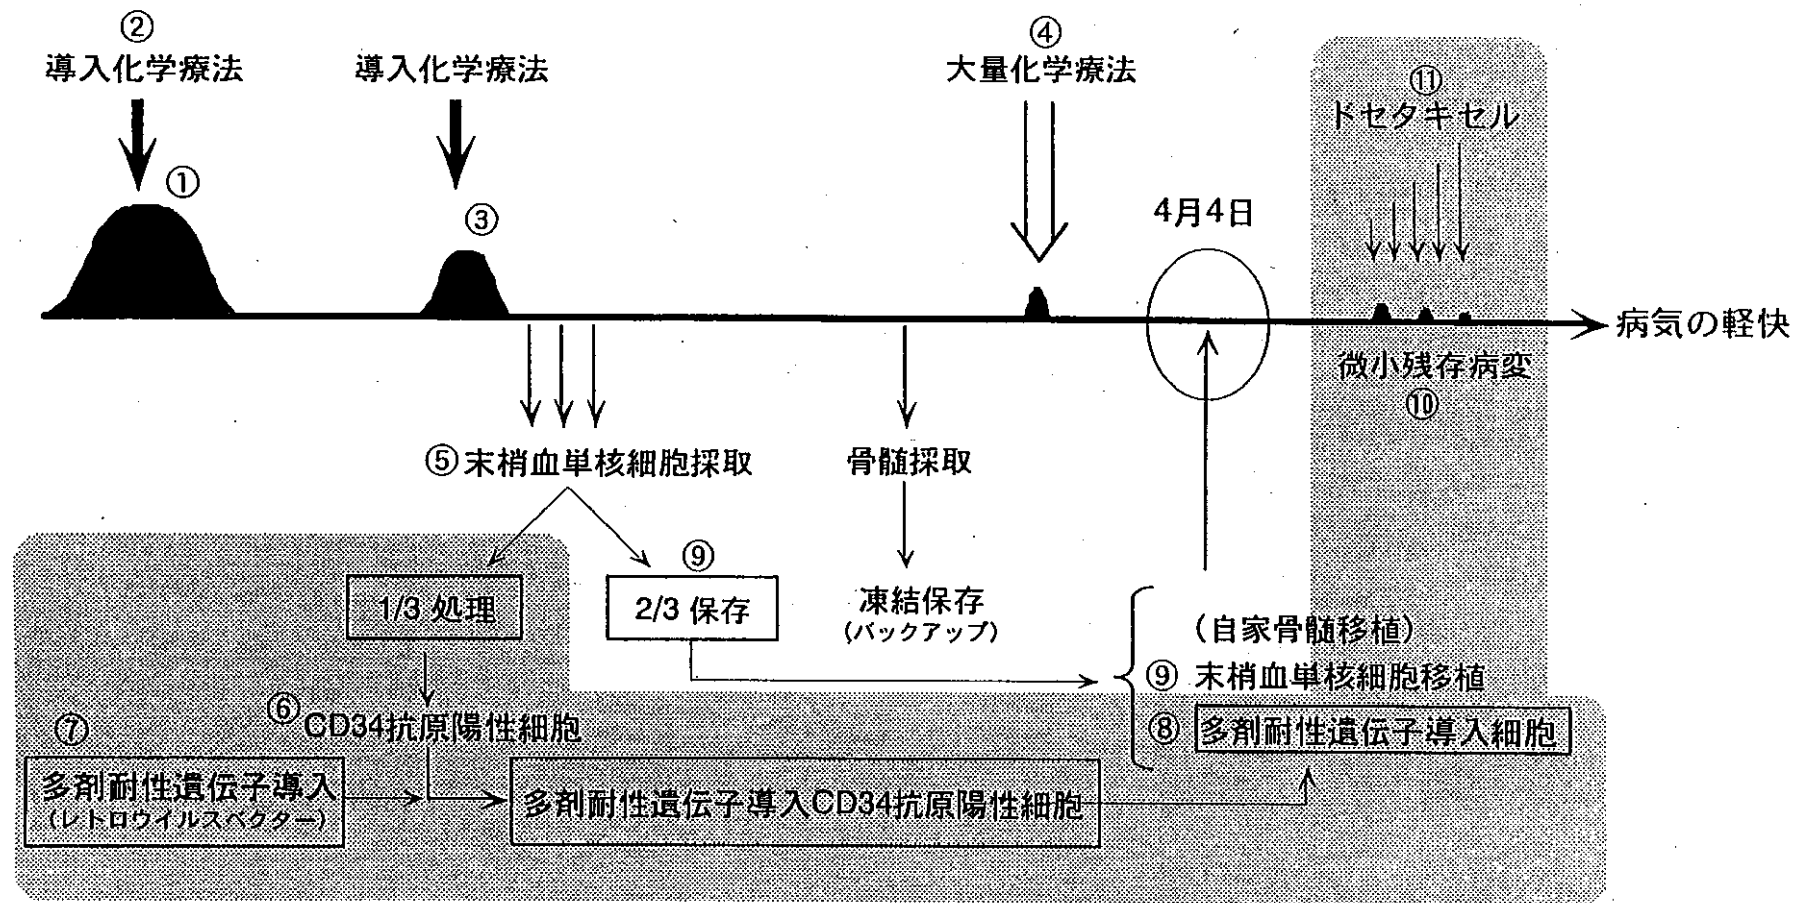 ②
導入化学療法
導入化学療法
④
大量化学療法
⑪
ドセタキセル
①
③
4月4日
病気の軽快
微小残存病変
⑩
⑤末梢血単核細胞採取
骨髄採取
1/3 処理
⑨
2/3 保存
凍結保存
(バックアップ)
(自家骨髄移植)
⑨ 末梢血単核細胞移植
⑧ 多剤耐性遺伝子導入細胞
⑥CD34抗原陽性細胞
⑦
多剤耐性遺伝子導入
(レトロウイルスベクター)
多剤耐性遺伝子導入CD34抗原陽性細胞